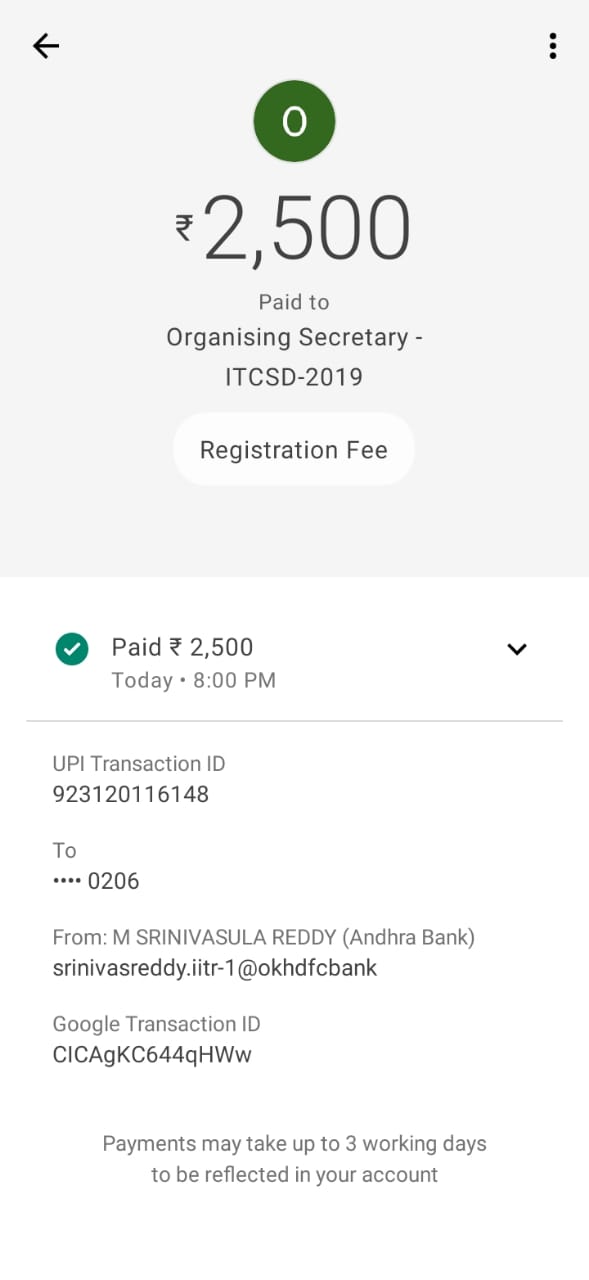 O
₹2,500
Paid to
Organising Secretary -
ITCSD-2019
Registration Fee
Paid ₹ 2,500
Today • 8:00 PM
UPI Transaction ID
923120116148
To
•••• 0206
From: M SRINIVASULA REDDY (Andhra Bank)
srinivasreddy.iitr-1@okhdfcbank
Google Transaction ID
CICAgKC644qHWw
Payments may take up to 3 working days
to be reflected in your account